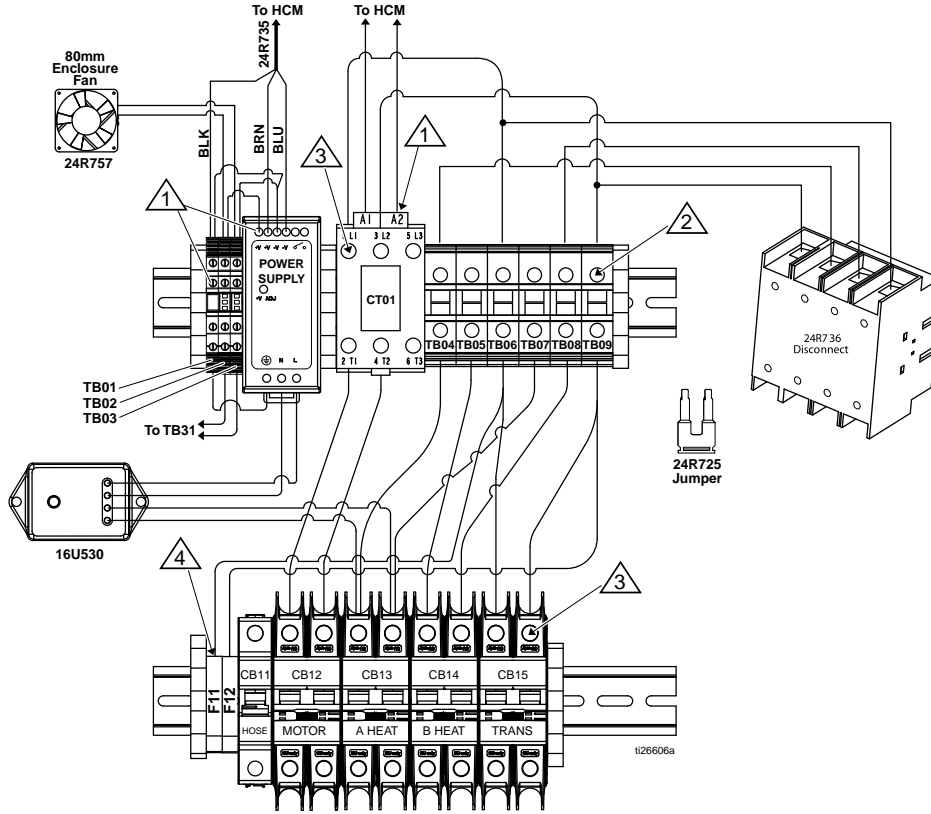 To HCM
To HCM
24R735
80mm
Enclosure
Fan
24R757
BLK
BRN
BLU
1
3
1
2
A1 A2
L1 3 L2 5 L3
+V -V -V -V
POWER
SUPPLY
+V ADJ
CT01
N L
2 T1 4 T2 6 T3
TB04 TB05 TB06 TB07 TB08 TB09
24R736
Disconnect
TB01
TB02
TB03
To TB31
24R725
Jumper
16U530
4
3
F11
F12
CB11 CB12 CB13 CB14 CB15
HOSE MOTOR A HEAT B HEAT TRANS
ti26606a